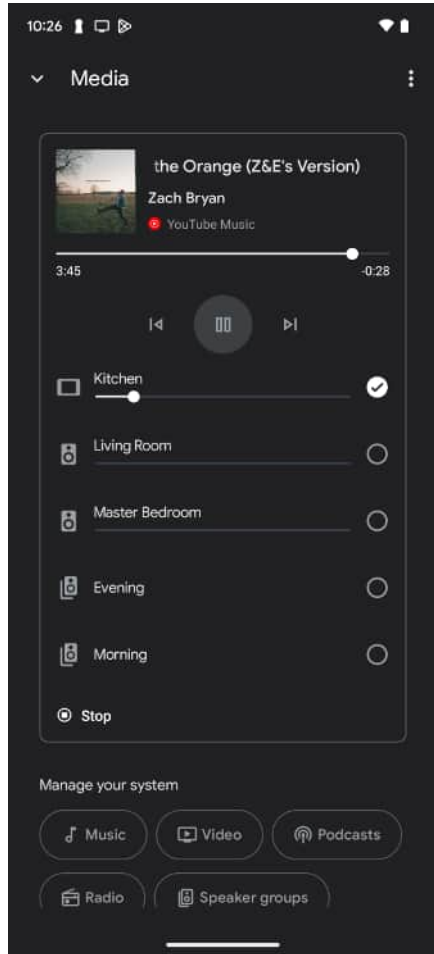 10:26
Media
the Orange (Z&E's Version)
Zach Bryan
YouTube Music
3:45
-0:28
Kitchen
Living Room
Master Bedroom
Evening
Morning
Stop
Manage your system
Music
Video
Podcasts
Radio
Speaker groups